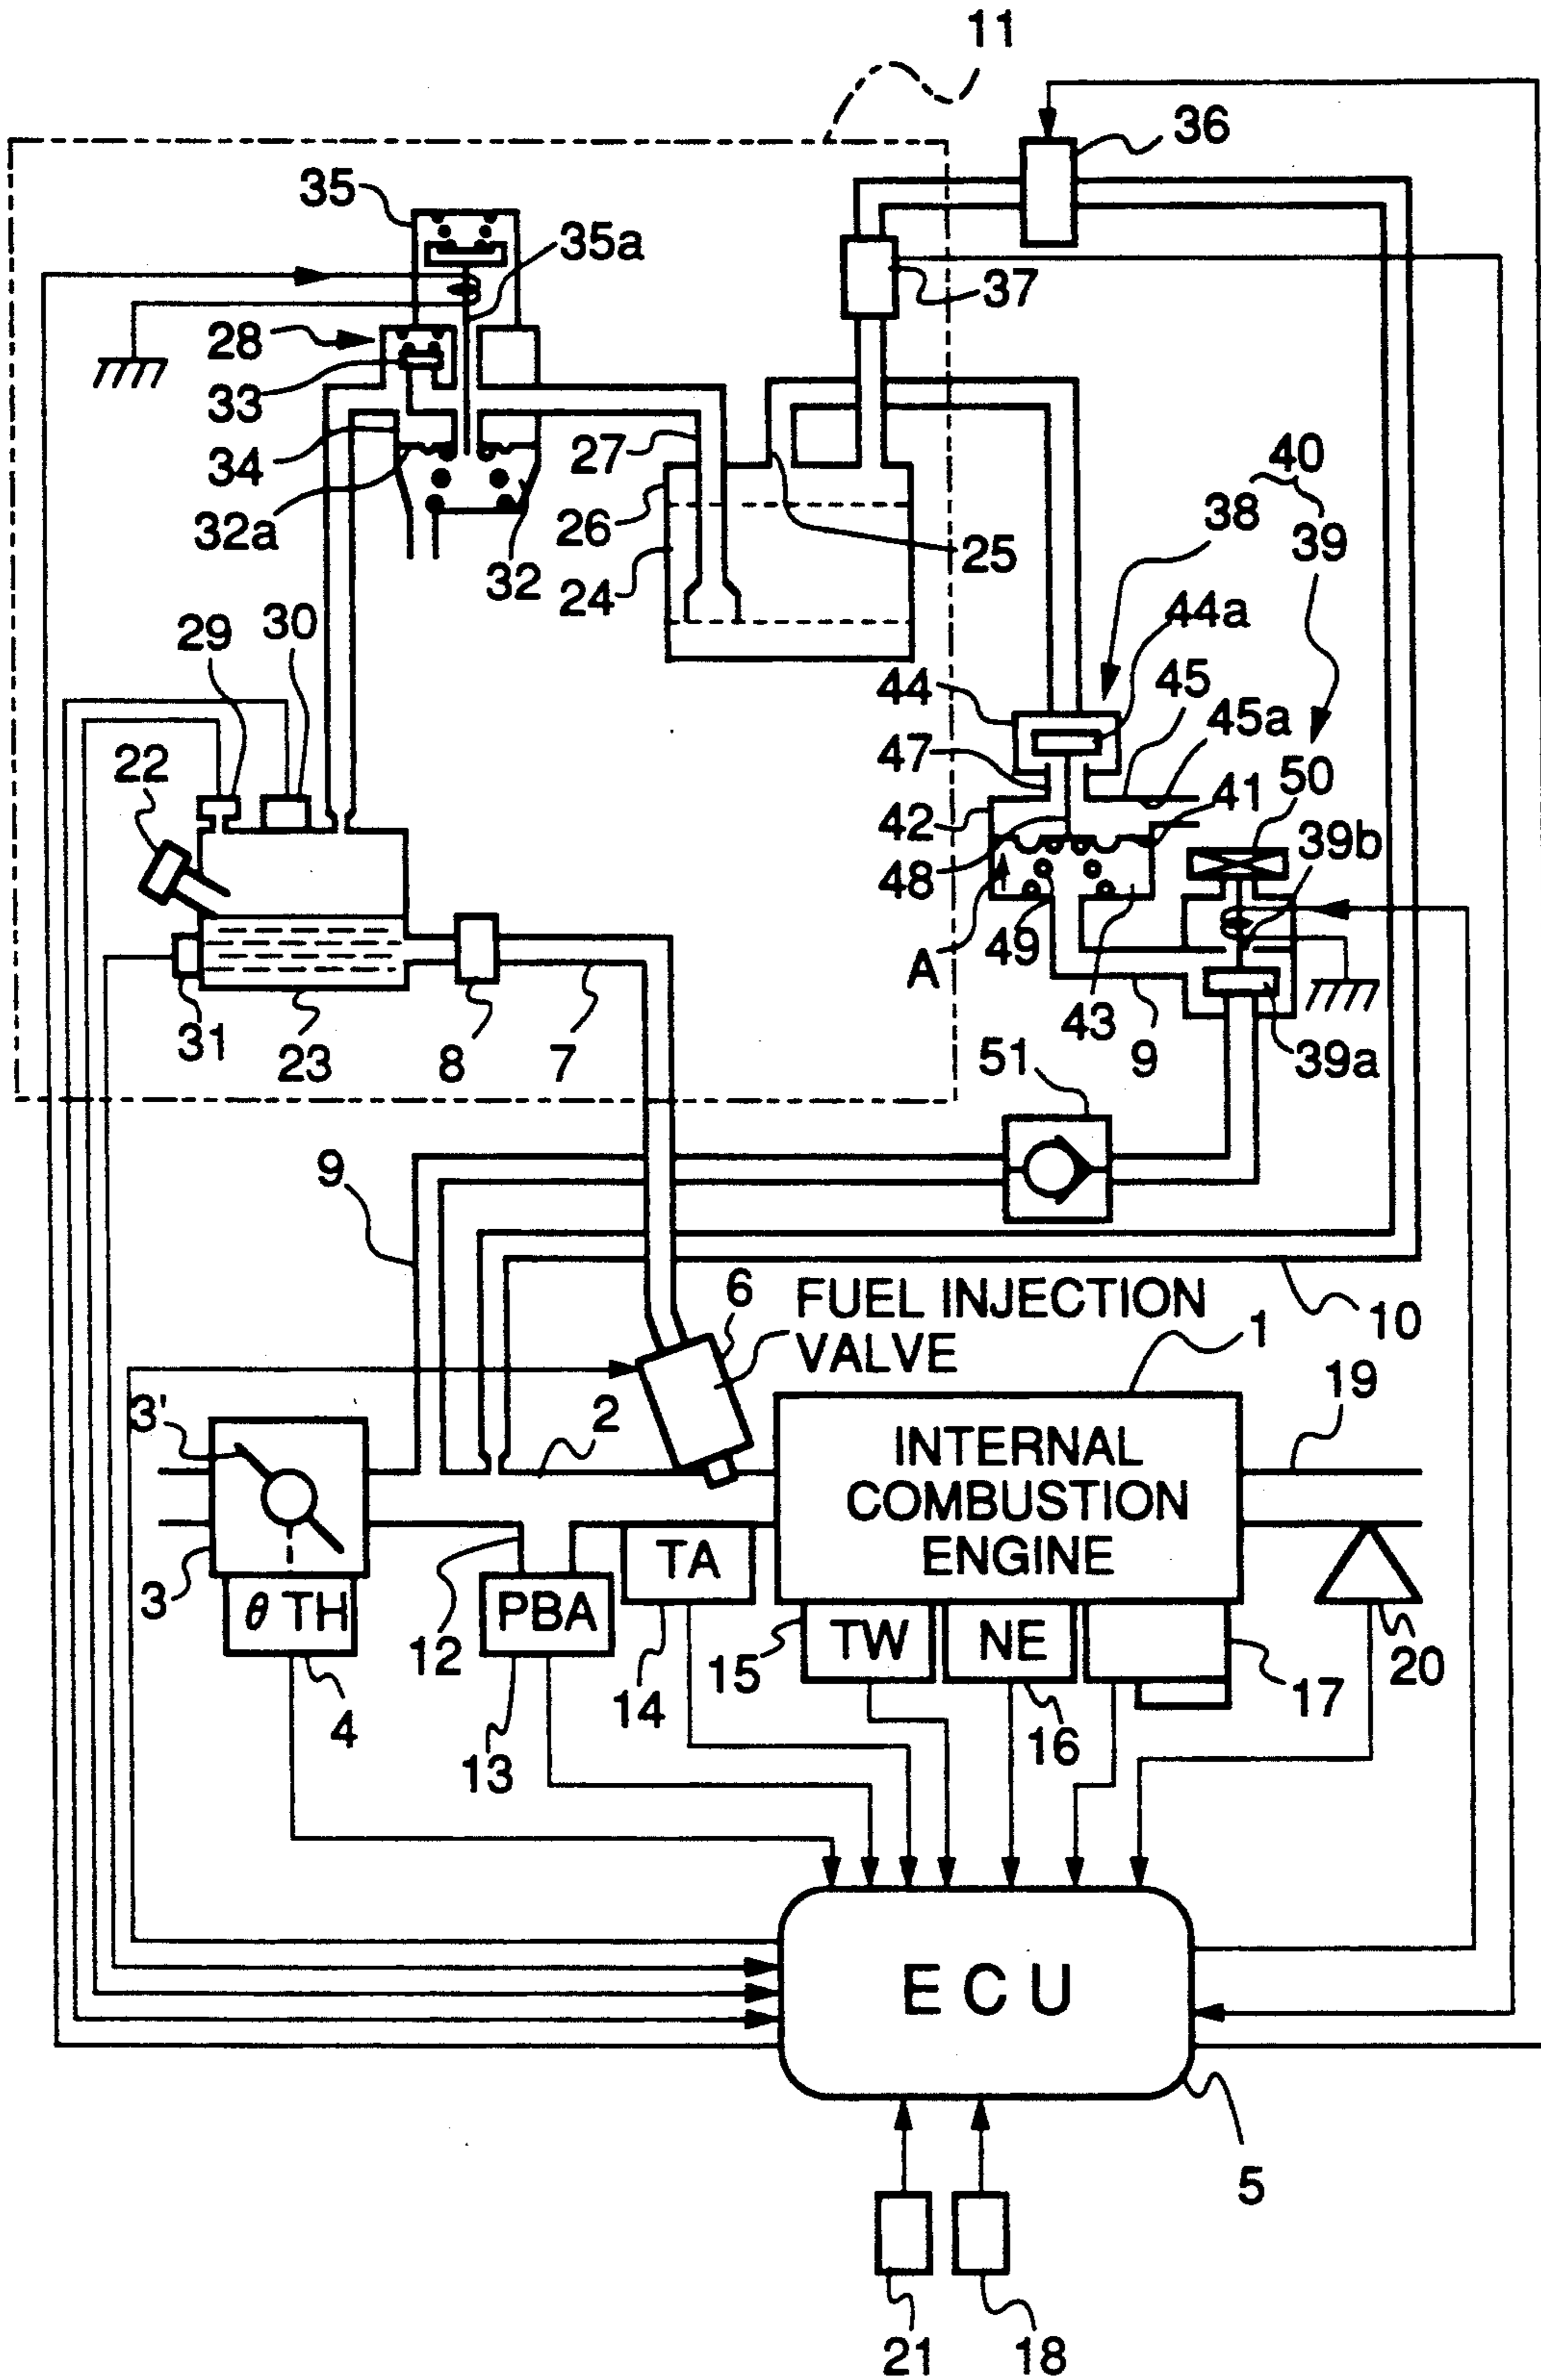 11
36
35
35a
37
28
33
34
27
40
38
39
32a
26
25
32
24
44a
29
30
44
45
45a
22
47
50
41
42
39b
48
A
49
31
23
8
7
43
9
39a
51
9
6
FUEL INJECTION
VALVE
1
10
19
3'
2
INTERNAL
COMBUSTION
ENGINE
3
θ TH
12
PBA
TA
15
TW
NE
20
17
14
4
13
16
E C U
5
21
18